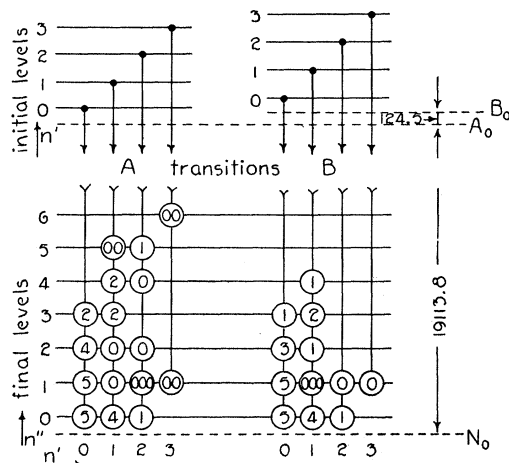 3
3
2
2
1
1
0
0
B₀
124.5
A₀
initial levels
n'
A transitions B
6 00
5 00 1
4 2 0 1
3 2 2 1 2
2 4 0 0 3 1
1 5 0 000 00 5 000 0 0
0 5 4 1 5 4 1
final levels
n"
19113.8
N₀
n' 0 1 2 3 0 1 2 3